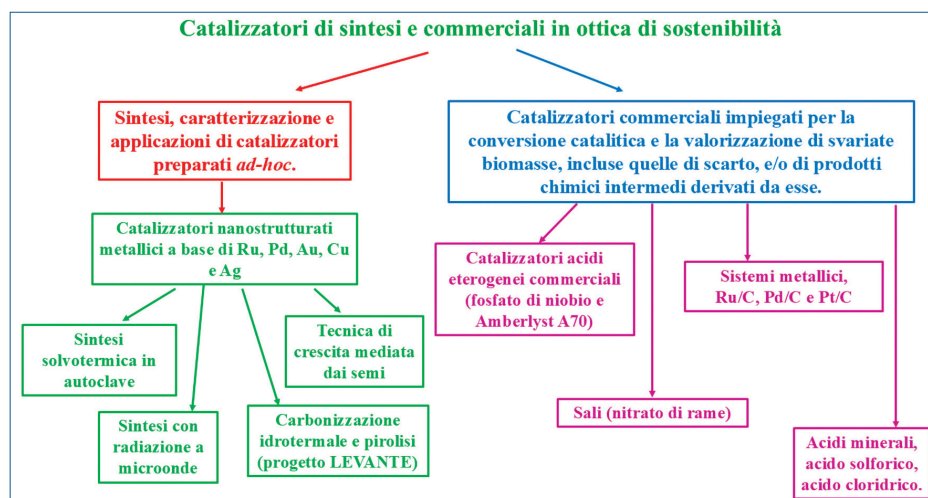 Catalizzatori di sintesi e commerciali in ottica di sostenibilità
Sintesi, caratterizzazione e
applicazioni di catalizzatori
preparati ad-hoc.
Catalizzatori commerciali impiegati per la
conversione catalitica e la valorizzazione di svariate
biomasse, incluse quelle di scarto, e/o di prodotti
chimici intermedi derivati da esse.
Catalizzatori nanostrutturati
metallici a base di Ru, Pd, Au, Cu
e Ag
Sintesi
solvotermica in
autoclave
Sintesi con
radiazione a
microonde
Carbonizzazione
idrotermale e pirolisi
(progetto LEVANTE)
Tecnica di
crescita mediata
dai semi
Catalizzatori acidi
eterogenei commerciali
(fosfato di niobio e
Amberlyst A70)
Sali (nitrato di rame)
Sistemi metallici,
Ru/C, Pd/C e Pt/C
Acidi minerali,
acido solforico,
acido cloridrico.